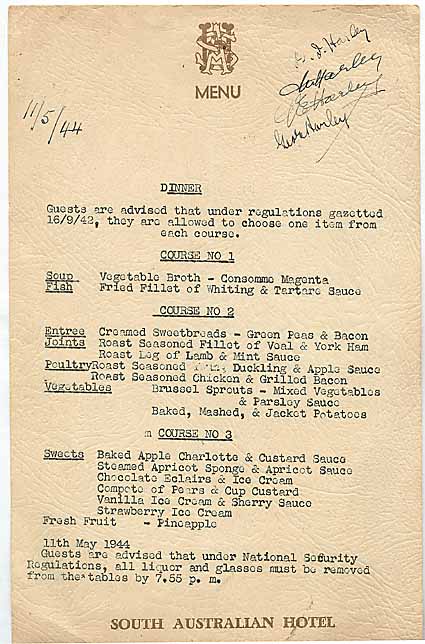 MENU
11/5/44
Harley
Harley
Harley
Harley
DINNER
Guests are advised that under regulations gazetted
16/9/42, they are allowed to choose one item from
each course.
COURSE NO 1
Soup Vegetable Broth - Consomme Magenta
Fish Fried Fillet of Whiting & Tartare Sauce
COURSE NO 2
Entree Creamed Sweetbreads - Green Peas & Bacon
Joints Roast Seasoned Fillet of Veal & York Ham
Roast Leg of Lamb & Mint Sauce
Poultry Roast Seasoned Duckling & Apple Sauce
Roast Seasoned Chicken & Grilled Bacon
Vegetables Brussel Sprouts - Mixed Vegetables
& Parsley Sauce
Baked, Mashed, & Jacket Potatoes
m COURSE NO 3
Sweets Baked Apple Charlotte & Custard Sauce
Steamed Apricot Sponge & Apricot Sauce
Chocolate Eclairs & Ice Cream
Compote of Pears & Cup Custard
Vanilla Ice Cream & Sherry Sauce
Strawberry Ice Cream
Fresh Fruit - Pineapple
11th May 1944
Guests are advised that under National Security
Regulations, all liquor and glasses must be removed
from the tables by 7.55 p. m.
SOUTH AUSTRALIAN HOTEL